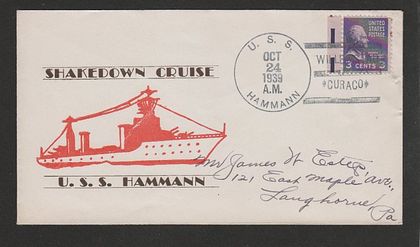 SHAKEDOWN CRUISE
U. S. S. HAMMANN
U. S. S.
OCT
24
1939
A.M.
HAMMANN
CURACO
UNITED STATES
POSTAGE
3 CENTS 3
Mr James W. Estes,
121 East Maple Ave.,
Langhorne,
Pa